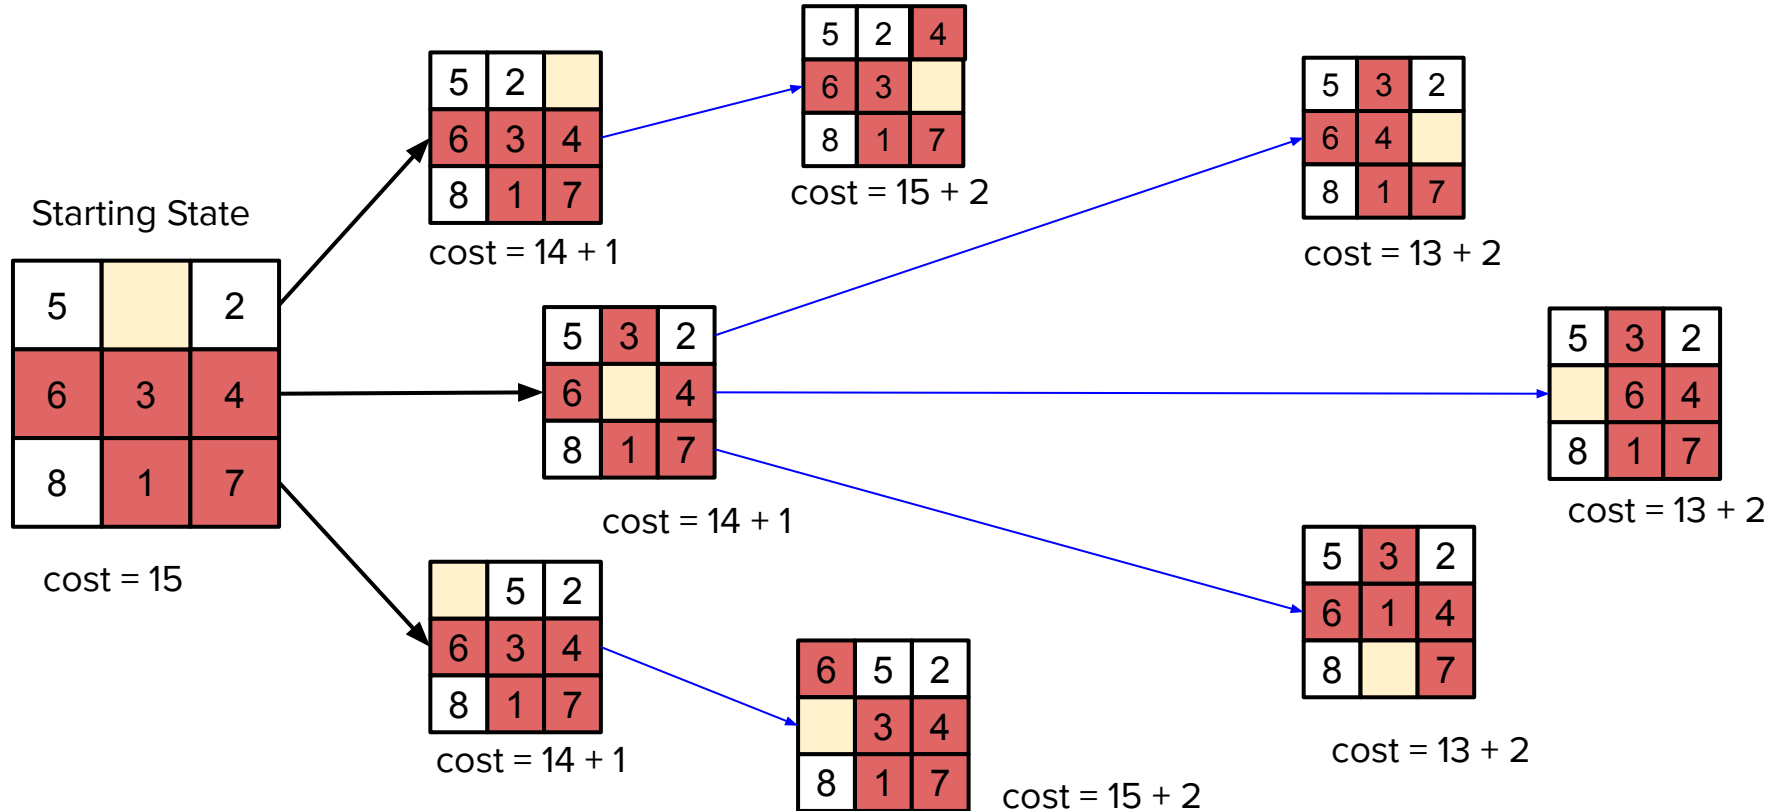 Starting State
5 2
6 3 4
8 1 7
cost = 15
5 2
6 3 4
8 1 7
cost = 14 + 1
5 3 2
6 4
8 1 7
cost = 14 + 1
5 2
6 3 4
8 1 7
cost = 14 + 1
5 2 4
6 3
8 1 7
cost = 15 + 2
6 5 2
3 4
8 1 7
cost = 15 + 2
5 3 2
6 4
8 1 7
cost = 13 + 2
5 3 2
6 4
8 1 7
cost = 13 + 2
5 3 2
6 1 4
8 7
cost = 13 + 2